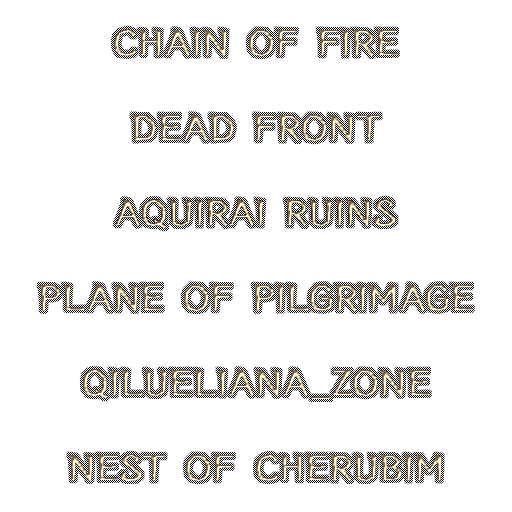 CHAIN OF FIRE
DEAD FRONT
AQUIRAI RUINS
PLANE OF PILGRIMAGE
QILUELIANA_ZONE
NEST OF CHERUBIM